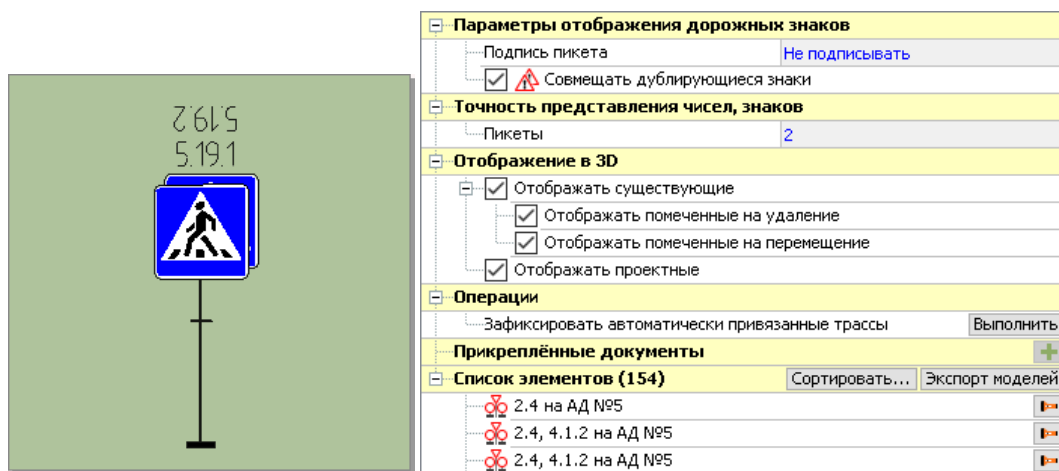 5.19.2
5.19.1
Параметры отображения дорожных знаков
Подпись пикета Не подписывать
Совмещать дублирующиеся знаки
Точность представления чисел, знаков
Пикеты 2
Отображение в 3D
Отображать существующие
Отображать помеченные на удаление
Отображать помеченные на перемещение
Отображать проектные
Операции
Зафиксировать автоматически привязанные трассы Выполнить
Прикреплённые документы
Список элементов (154) Сортировать... Экспорт моделей
2.4 на АД №5
2.4, 4.1.2 на АД №5
2.4, 4.1.2 на АД №5